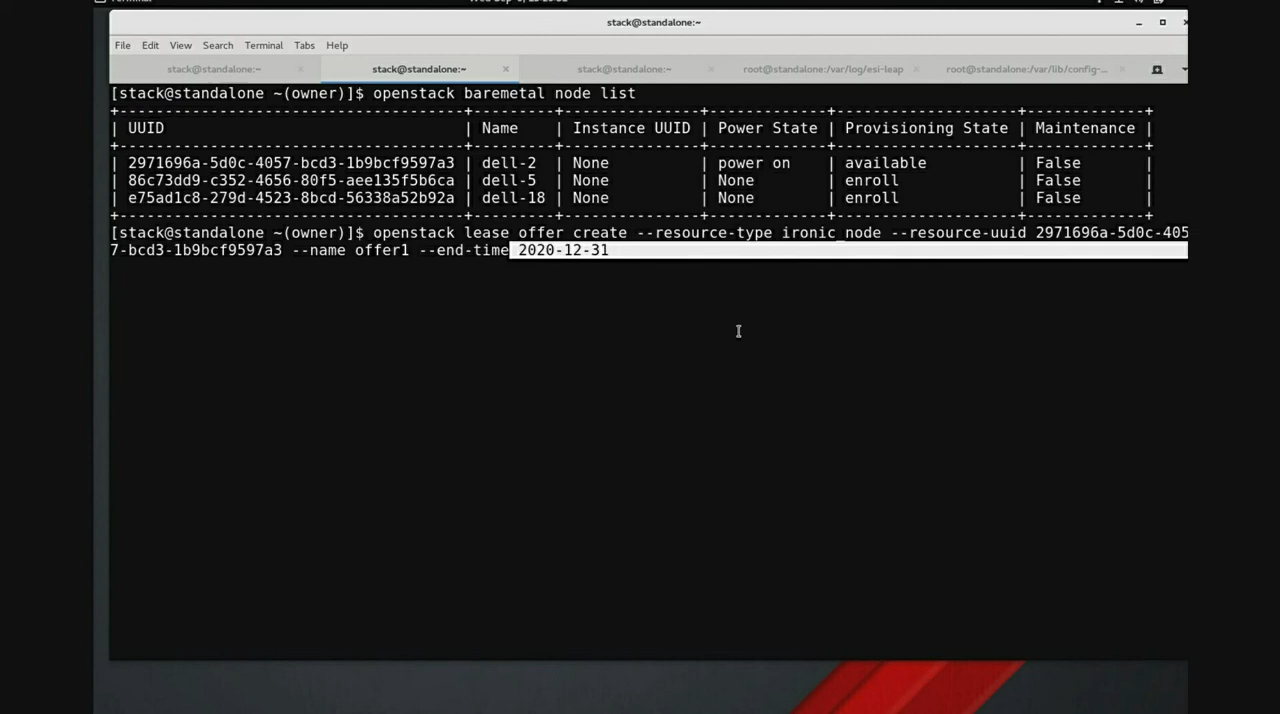 stack@standalone:~
File Edit View Search Terminal Tabs Help
stack@standalone:~ × stack@standalone:~ × stack@standalone:~ × root@standalone:/var/log/esi-leap × root@standalone:/var/lib/config-... ×
[stack@standalone ~(owner)]$ openstack baremetal node list
+--------------------------------------+---------+---------------+-------------+--------------------+-------------+
| UUID | Name | Instance UUID | Power State | Provisioning State | Maintenance |
+--------------------------------------+---------+---------------+-------------+--------------------+-------------+
| 2971696a-5d0c-4057-bcd3-1b9bcf9597a3 | dell-2 | None | power on | available | False |
| 86c73dd9-c352-4656-80f5-aee135f5b6ca | dell-5 | None | None | enroll | False |
| e75ad1c8-279d-4523-8bcd-56338a52b92a | dell-18 | None | None | enroll | False |
+--------------------------------------+---------+---------------+-------------+--------------------+-------------+
[stack@standalone ~(owner)]$ openstack lease offer create --resource-type ironic_node --resource-uuid 2971696a-5d0c-405
7-bcd3-1b9bcf9597a3 --name offer1 --end-time 2020-12-31